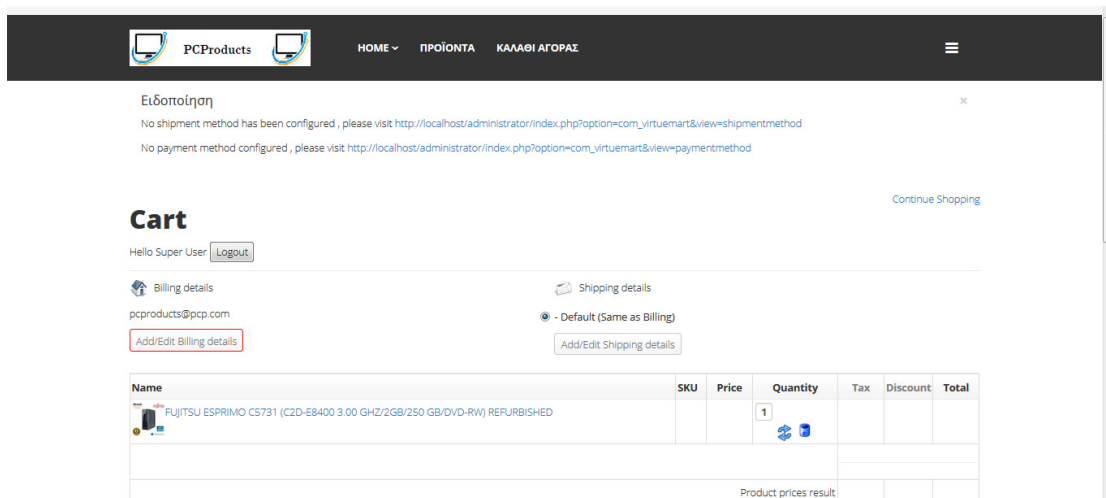 PCProducts
HOME ΠΡΟΪΟΝΤΑ ΚΑΛΑΘΙ ΑΓΟΡΑΣ
Ειδοποίηση
×
No shipment method has been configured , please visit http://localhost/administrator/index.php?option=com_virtuemart&view=shipmentmethod
No payment method configured , please visit http://localhost/administrator/index.php?option=com_virtuemart&view=paymentmethod
Continue Shopping
Cart
Hello Super User Logout
Billing details
Shipping details
pcproducts@pcp.com
- Default (Same as Billing)
Add/Edit Billing details
Add/Edit Shipping details
Name SKU Price Quantity Tax Discount Total
FUJITSU ESPRIMO C5731 (C2D-E8400 3.00 GHZ/2GB/250 GB/DVD-RW) REFURBISHED 1
Product prices result